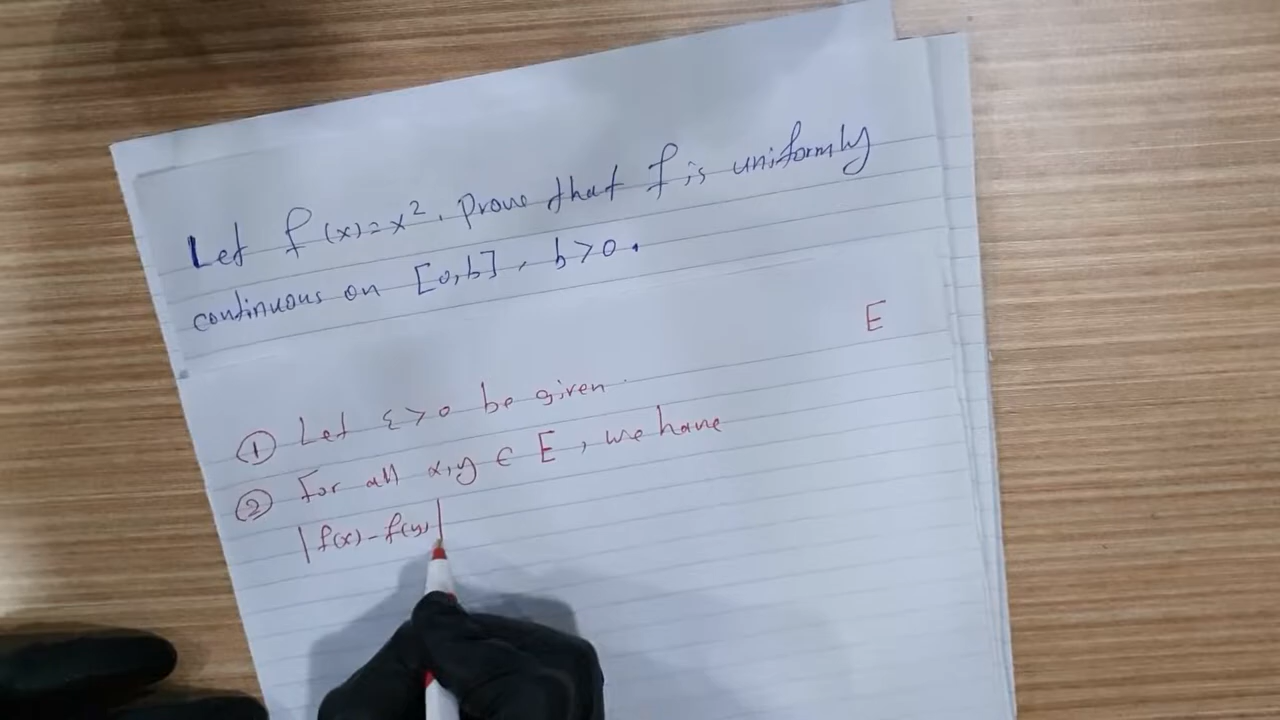 Let f(x)=x². Prove that f is uniformly
continuous on [0,b], b>0.
E
① Let ε>0 be given.
② For all x,y ∈ E, we have
|f(x)-f(y)|